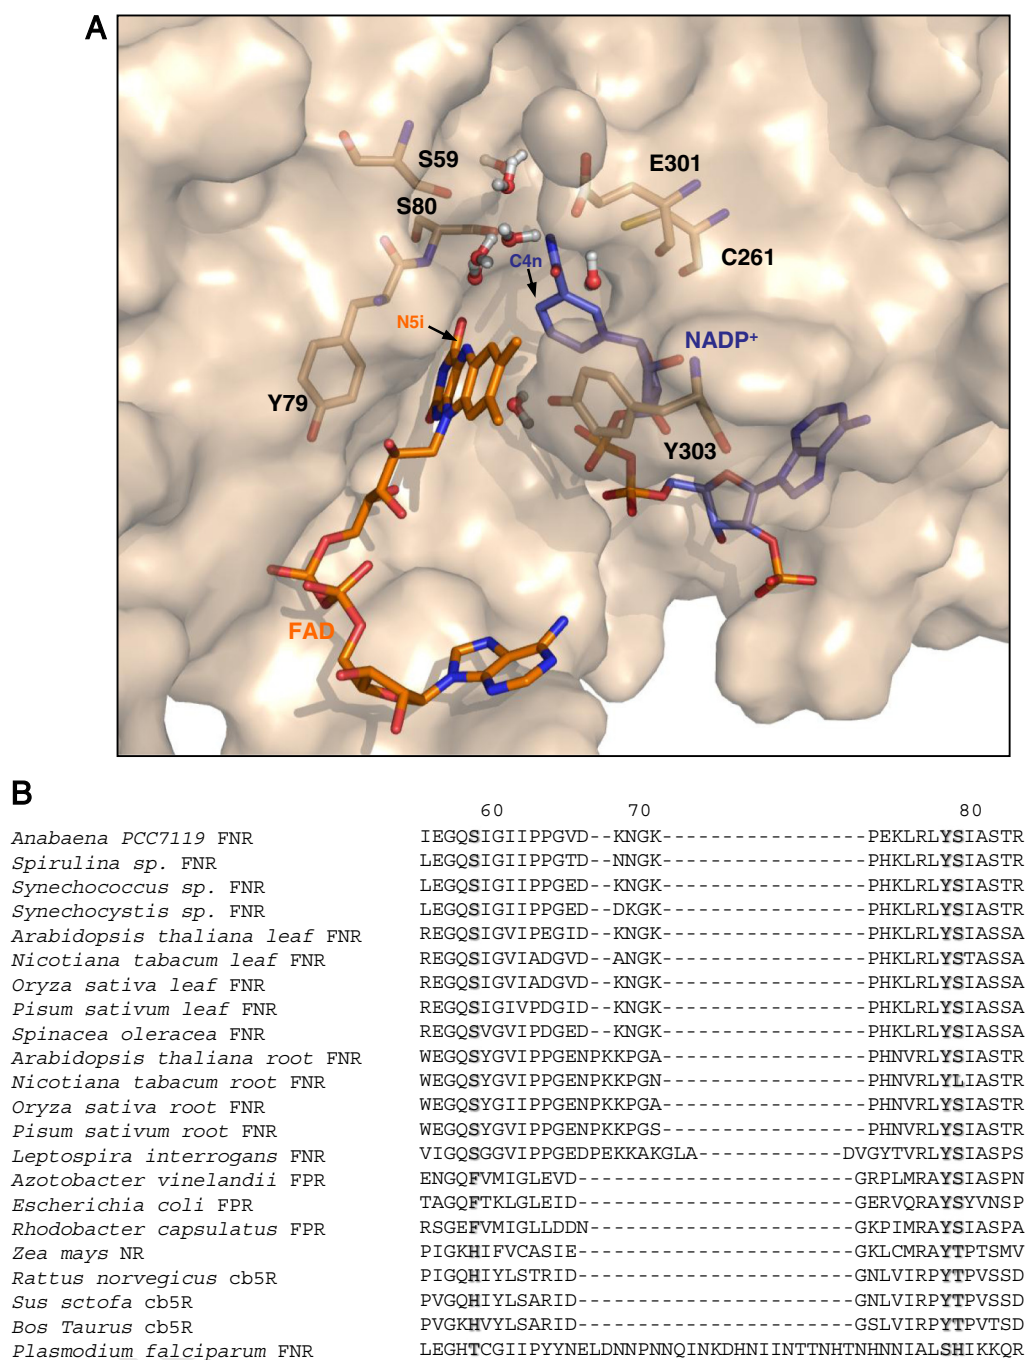 A
S59
E301
S80
C261
C4n
N5i
NADP+
Y79
Y303
FAD
B
60 70 80
Anabaena PCC7119 FNR IEGQSIGIIPPGVD--KNGK-----------------PEKLRLYSIASTR
Spirulina sp. FNR LEGQSIGIIPPGTD--NNGK-----------------PHKLRLYSIASTR
Synechococcus sp. FNR LEGQSIGIIPPGED--KNGK-----------------PHKLRLYSIASTR
Synechocystis sp. FNR LEGQSIGIIPPGED--DKGK-----------------PHKLRLYSIASTR
Arabidopsis thaliana leaf FNR REGQSIGVIPEGID--KNGK-----------------PHKLRLYSIASSA
Nicotiana tabacum leaf FNR REGQSIGVIADGVD--ANGK-----------------PHKLRLYSTASSA
Oryza sativa leaf FNR REGQSIGVIADGVD--KNGK-----------------PHKLRLYSIASSA
Pisum sativum leaf FNR REGQSIGIVPDGID--KNGK-----------------PHKLRLYSIASSA
Spinacea oleracea FNR REGQSVGVIPDGED--KNGK-----------------PHKLRLYSIASSA
Arabidopsis thaliana root FNR WEGQSYGVIPPGENPKKPGA-----------------PHNVRLYSIASTR
Nicotiana tabacum root FNR WEGQSYGVIPPGENPKKPGN-----------------PHNVRLYLIASTR
Oryza sativa root FNR WEGQSYGIIPPGENPKKPGA-----------------PHNVRLYSIASTR
Pisum sativum root FNR WEGQSYGVIPPGENPKKPGS-----------------PHNVRLYSIASTR
Leptospira interrogans FNR VIGQSGGVIPPGEDPEKKAKGLA------------DVGYTVRLYSIASPS
Azotobacter vinelandii FPR ENGQFVMIGLEVD-----------------------GRPLMRAYSIASPN
Escherichia coli FPR TAGQFTKLGLEID-----------------------GERVQRAYSYVNSP
Rhodobacter capsulatus FPR RSGEFVMIGLLDDN----------------------GKPIMRAYSIASPA
Zea mays NR PIGKHIFVCASIE-----------------------GKLCMRAYTPTSMV
Rattus norvegicus cb5R PIGQHIYLSTRID-----------------------GNLVIRPYTPVSSD
Sus sctofa cb5R PVGQHIYLSARID-----------------------GNLVIRPYTPVSSD
Bos Taurus cb5R PVGKHVYLSARID-----------------------GSLVIRPYTPVTSD
Plasmodium falciparum FNR LEGHTCGIIPYYNELDNNPNNQINKDHNIINTTNHTNHNNIALSHIKKQR